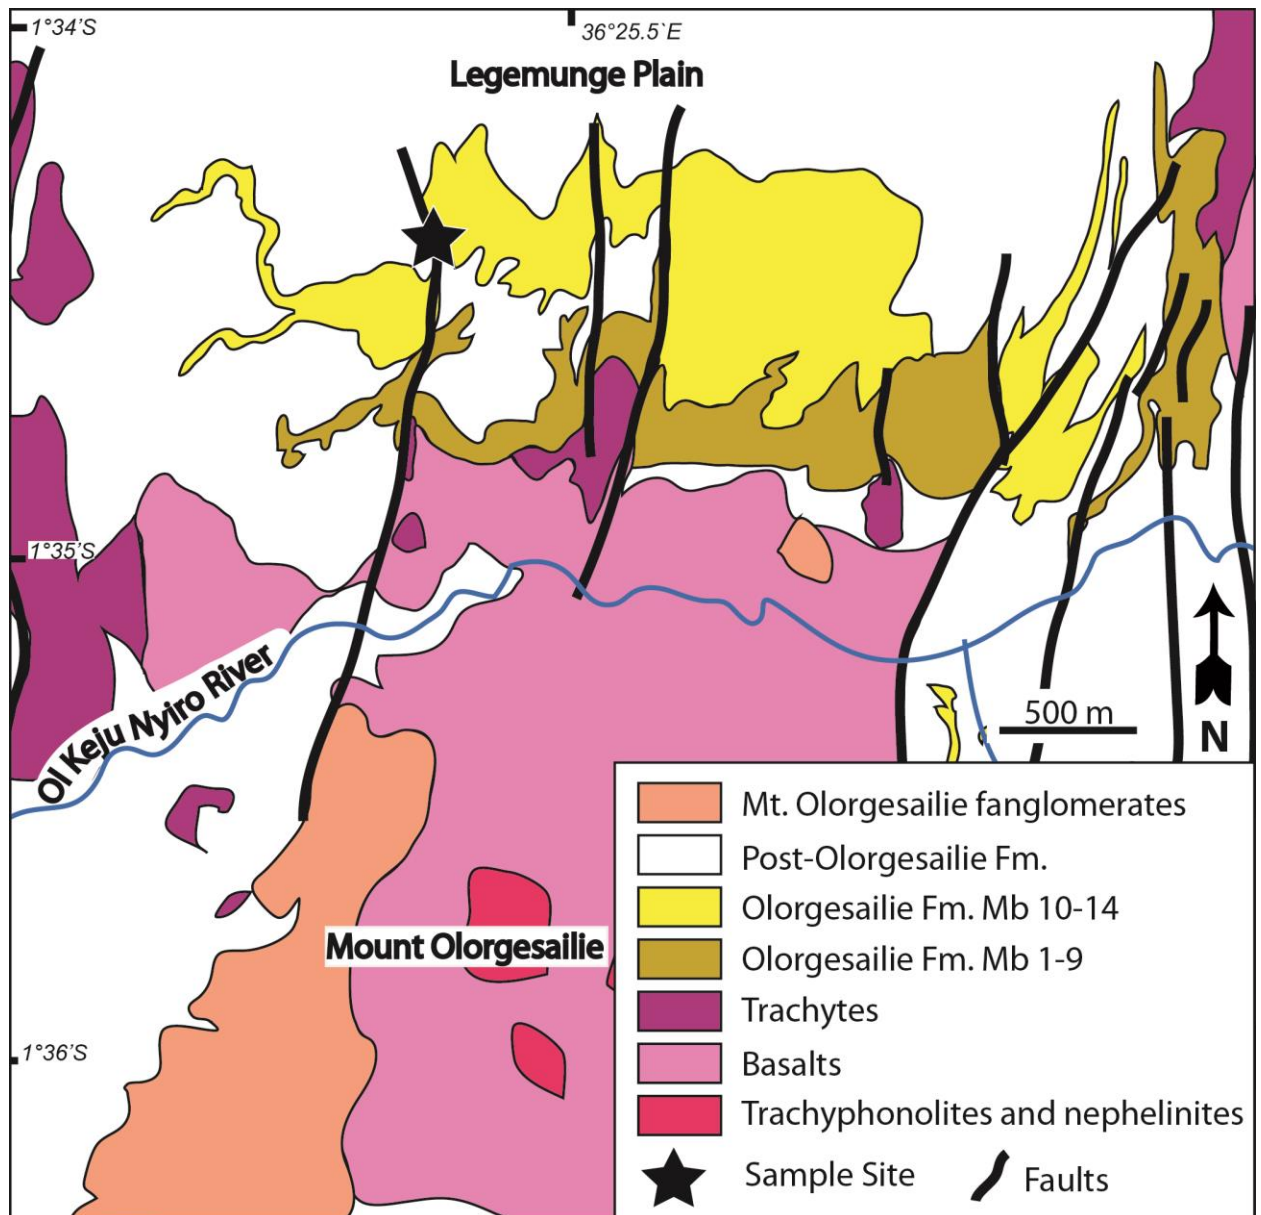 1°34'S
36°25.5`E
Legemunge Plain
1°35'S
Ol Keju Nyiro River
500 m
N
Mount Olorgesailie
1°36'S
Mt. Olorgesailie fanglomerates
Post-Olorgesailie Fm.
Olorgesailie Fm. Mb 10-14
Olorgesailie Fm. Mb 1-9
Trachytes
Basalts
Trachyphonolites and nephelinites
Sample Site
Faults